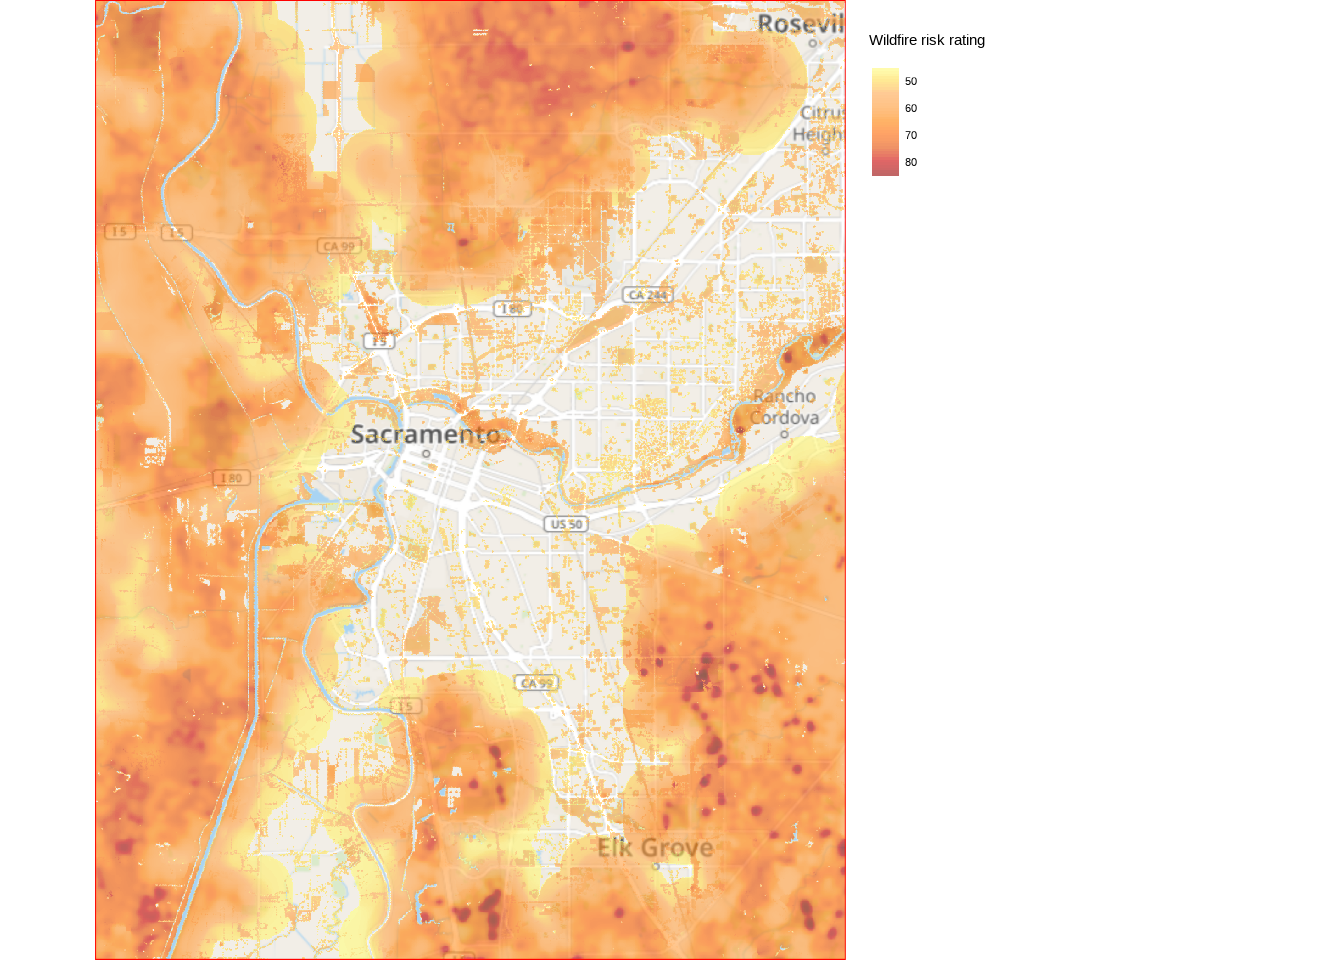 Rosevil
Wildfire risk rating
50
60
70
80
Citrus
Height
I 5
I 5
CA 99
CA 244
I 80
I 5
Rancho
Cordova
Sacramento
I 80
US 50
CA 99
I 5
Elk Grove